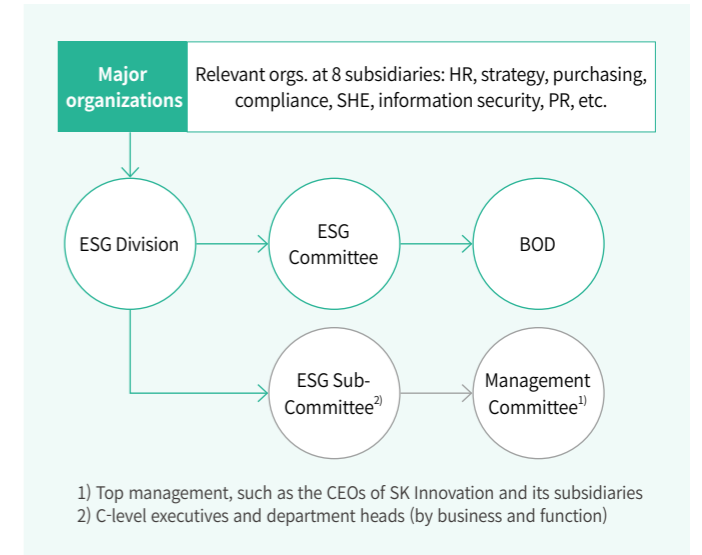 Major
organizations
Relevant orgs. at 8 subsidiaries: HR, strategy, purchasing,
compliance, SHE, information security, PR, etc.
ESG Division
ESG
Committee
BOD
ESG Sub-
Committee2)
Management
Committee1)
1) Top management, such as the CEOs of SK Innovation and its subsidiaries
2) C-level executives and department heads (by business and function)